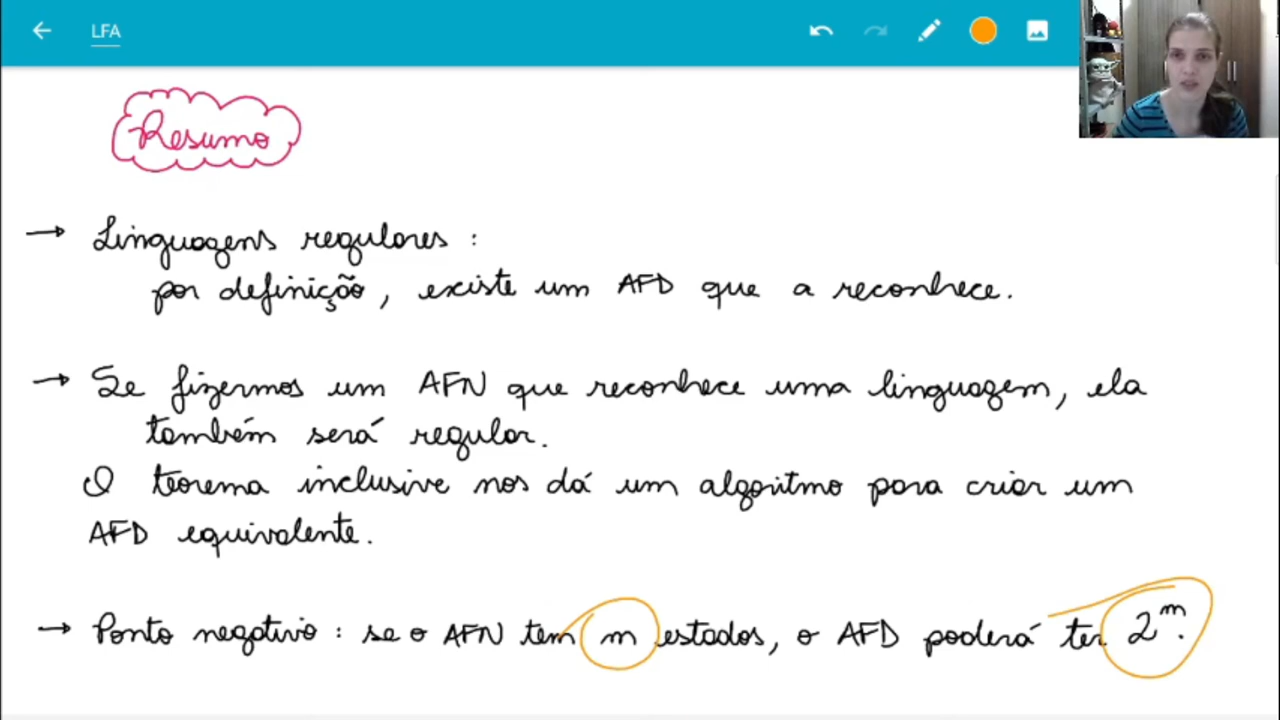 LFA
Resumo
→ Linguagens regulares :
por definição, existe um AFD que a reconhece.
→ Se fizermos um AFN que reconhece uma linguagem, ela
também será regular.
O teorema inclusive nos dá um algoritmo para criar um
AFD equivalente.
→ Ponto negativo : se o AFN tem n estados, o AFD poderá ter 2ⁿ.